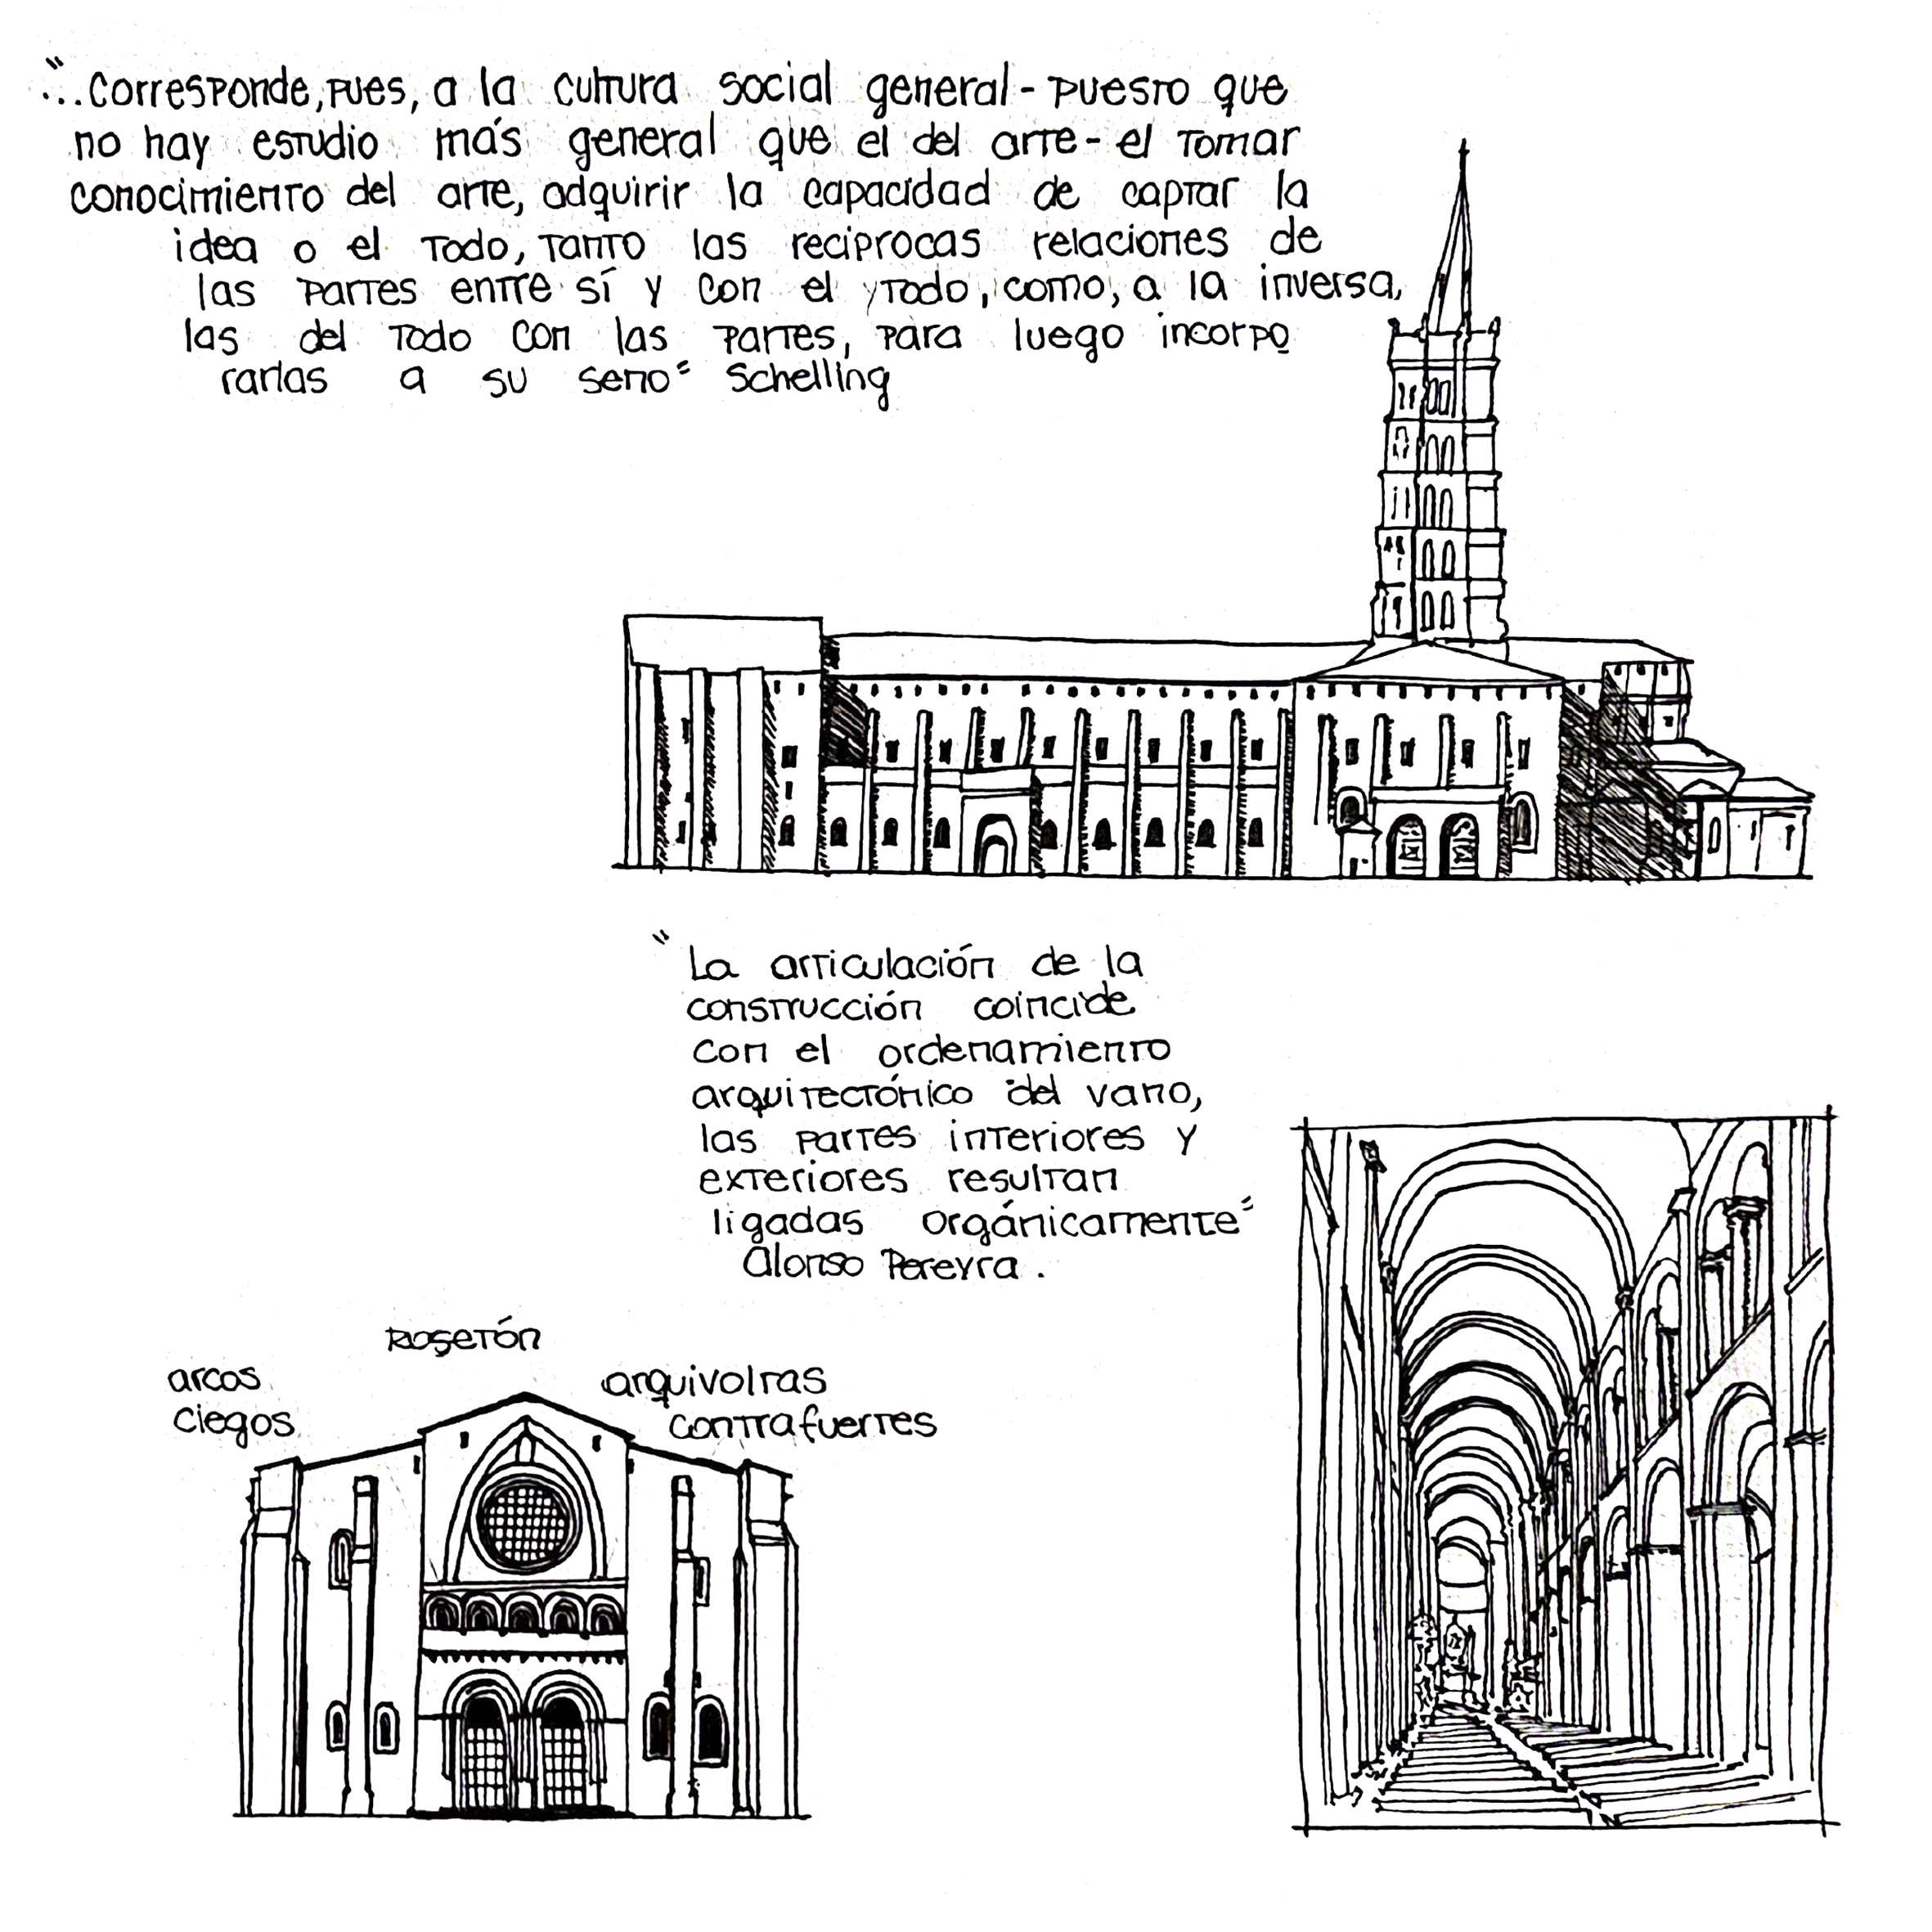 "...corresponde, pues, a la cultura social general - puesto que
no hay estudio más general que el del arte - el tomar
conocimiento del arte, adquirir la capacidad de captar la
idea o el todo, tanto las reciprocas relaciones de
las partes entre sí y con el todo, como, a la inversa,
las del todo con las partes, para luego incorpo
rarlas a su seno" Schelling
"La articulación de la
construcción coincide
con el ordenamiento
arquitectónico del vano,
las partes interiores y
exteriores resultan
ligadas orgánicamente"
Alonso Pereyra.
Rosetón
arcos
ciegos
arquivoltas
contrafuertes